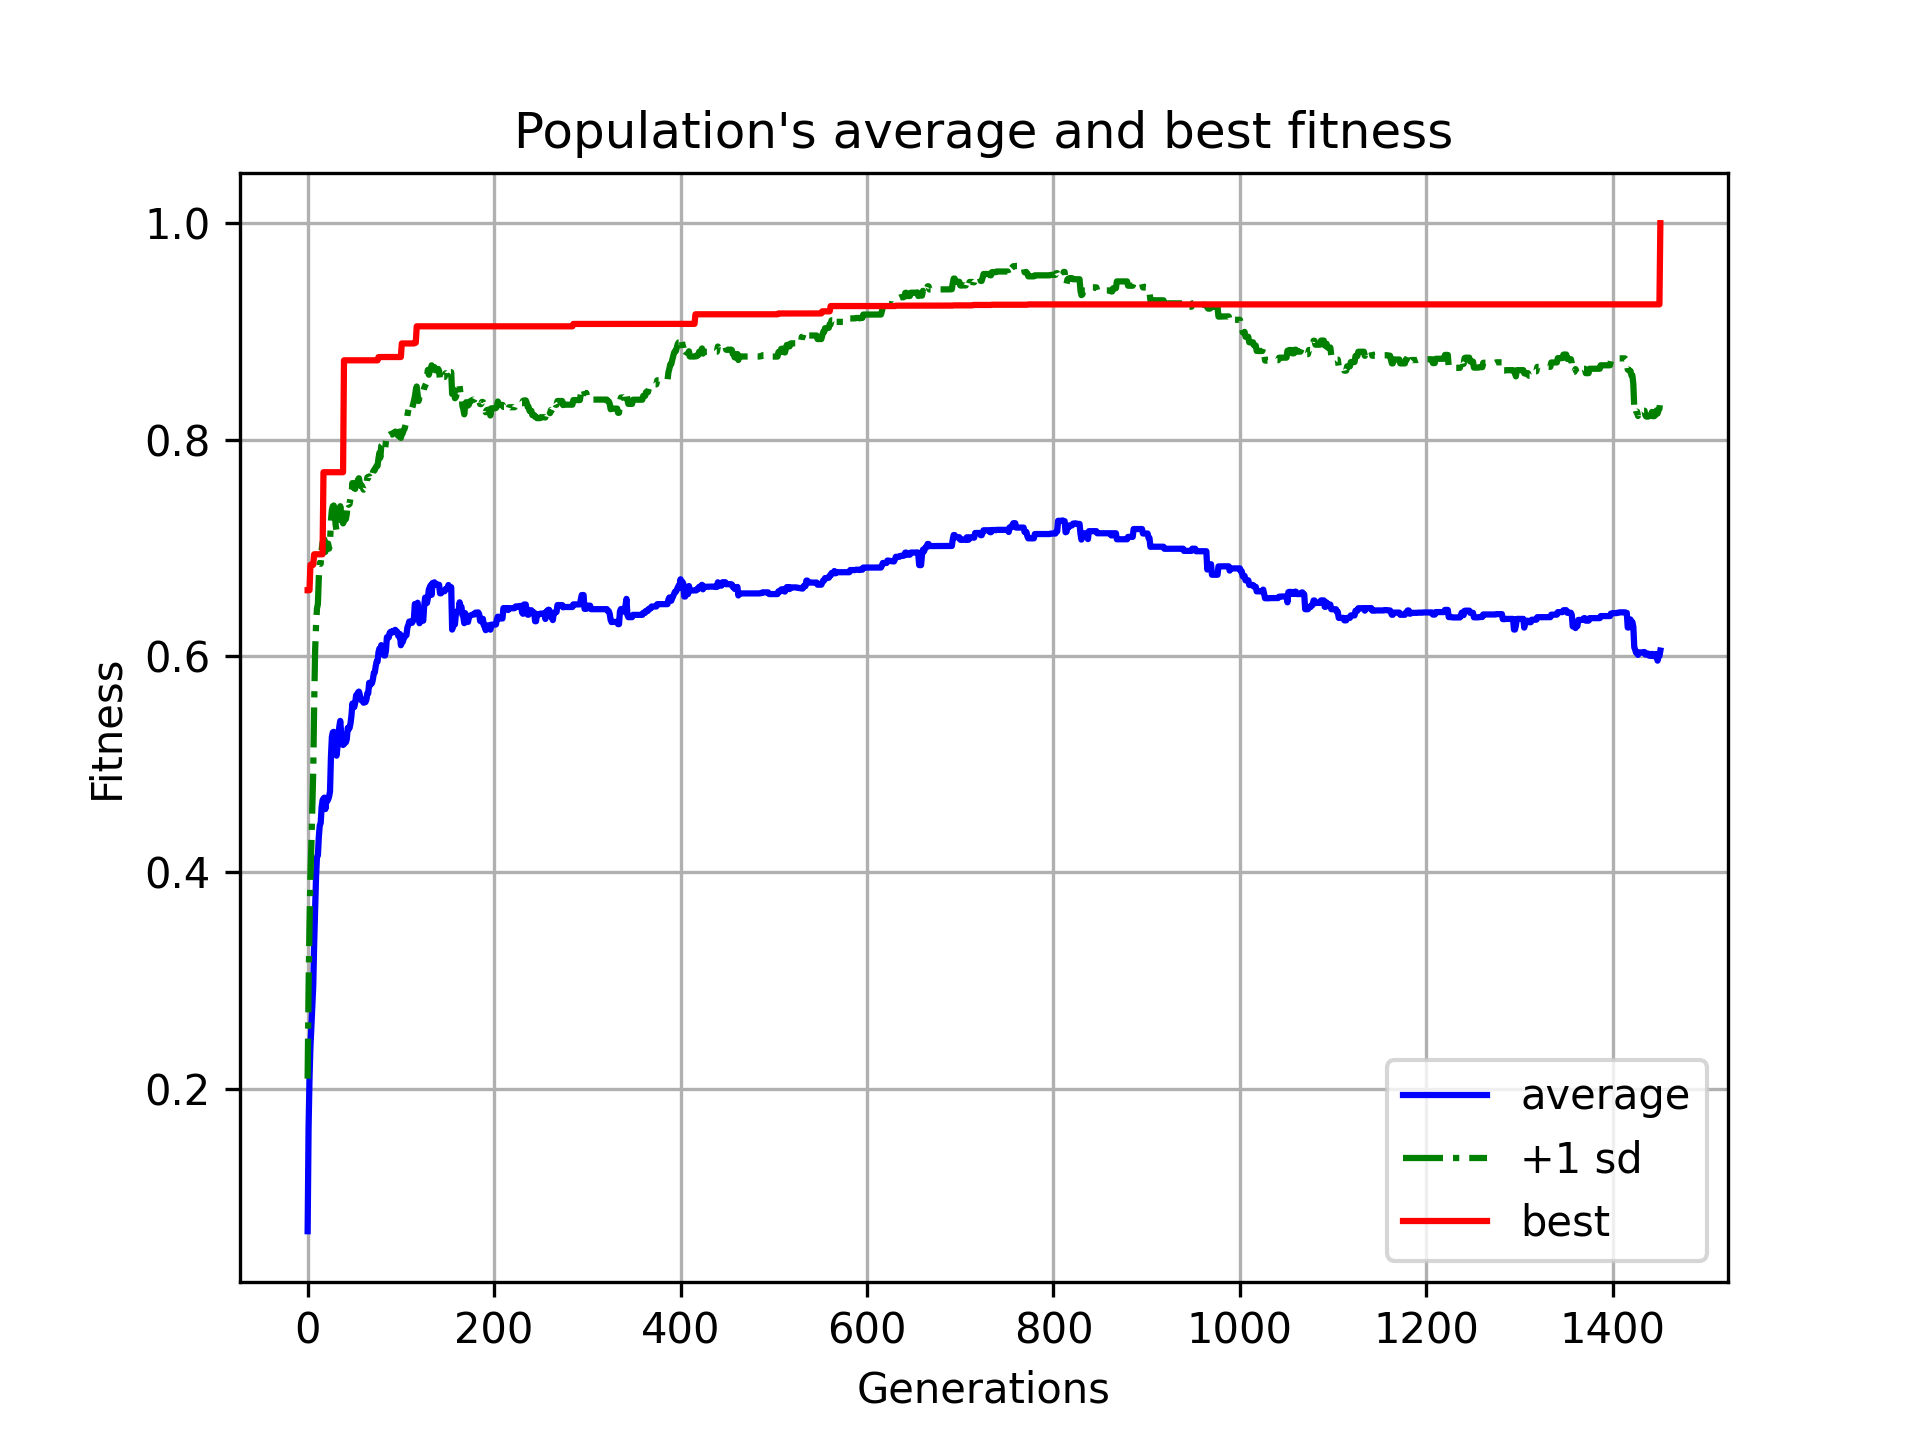 Population's average and best fitness
1.0
0.8
0.6
0.4
0.2
Fitness
average
+1 sd
best
0 200 400 600 800 1000 1200 1400
Generations